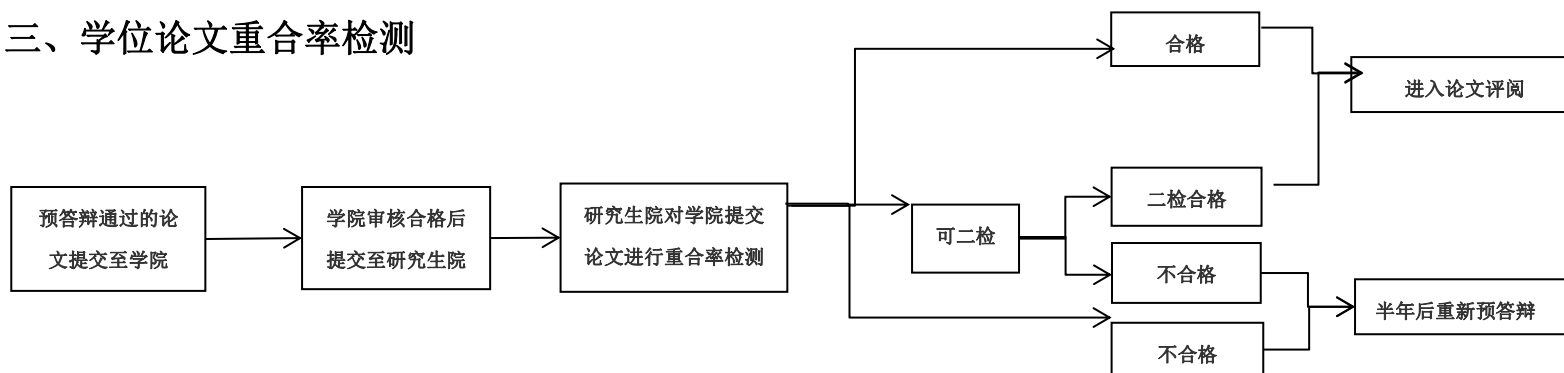 三、学位论文重合率检测
合格
进入论文评阅
预答辩通过的论
文提交至学院
学院审核合格后
提交至研究生院
研究生院对学院提交
论文进行重合率检测
可二检
二检合格
不合格
半年后重新预答辩
不合格